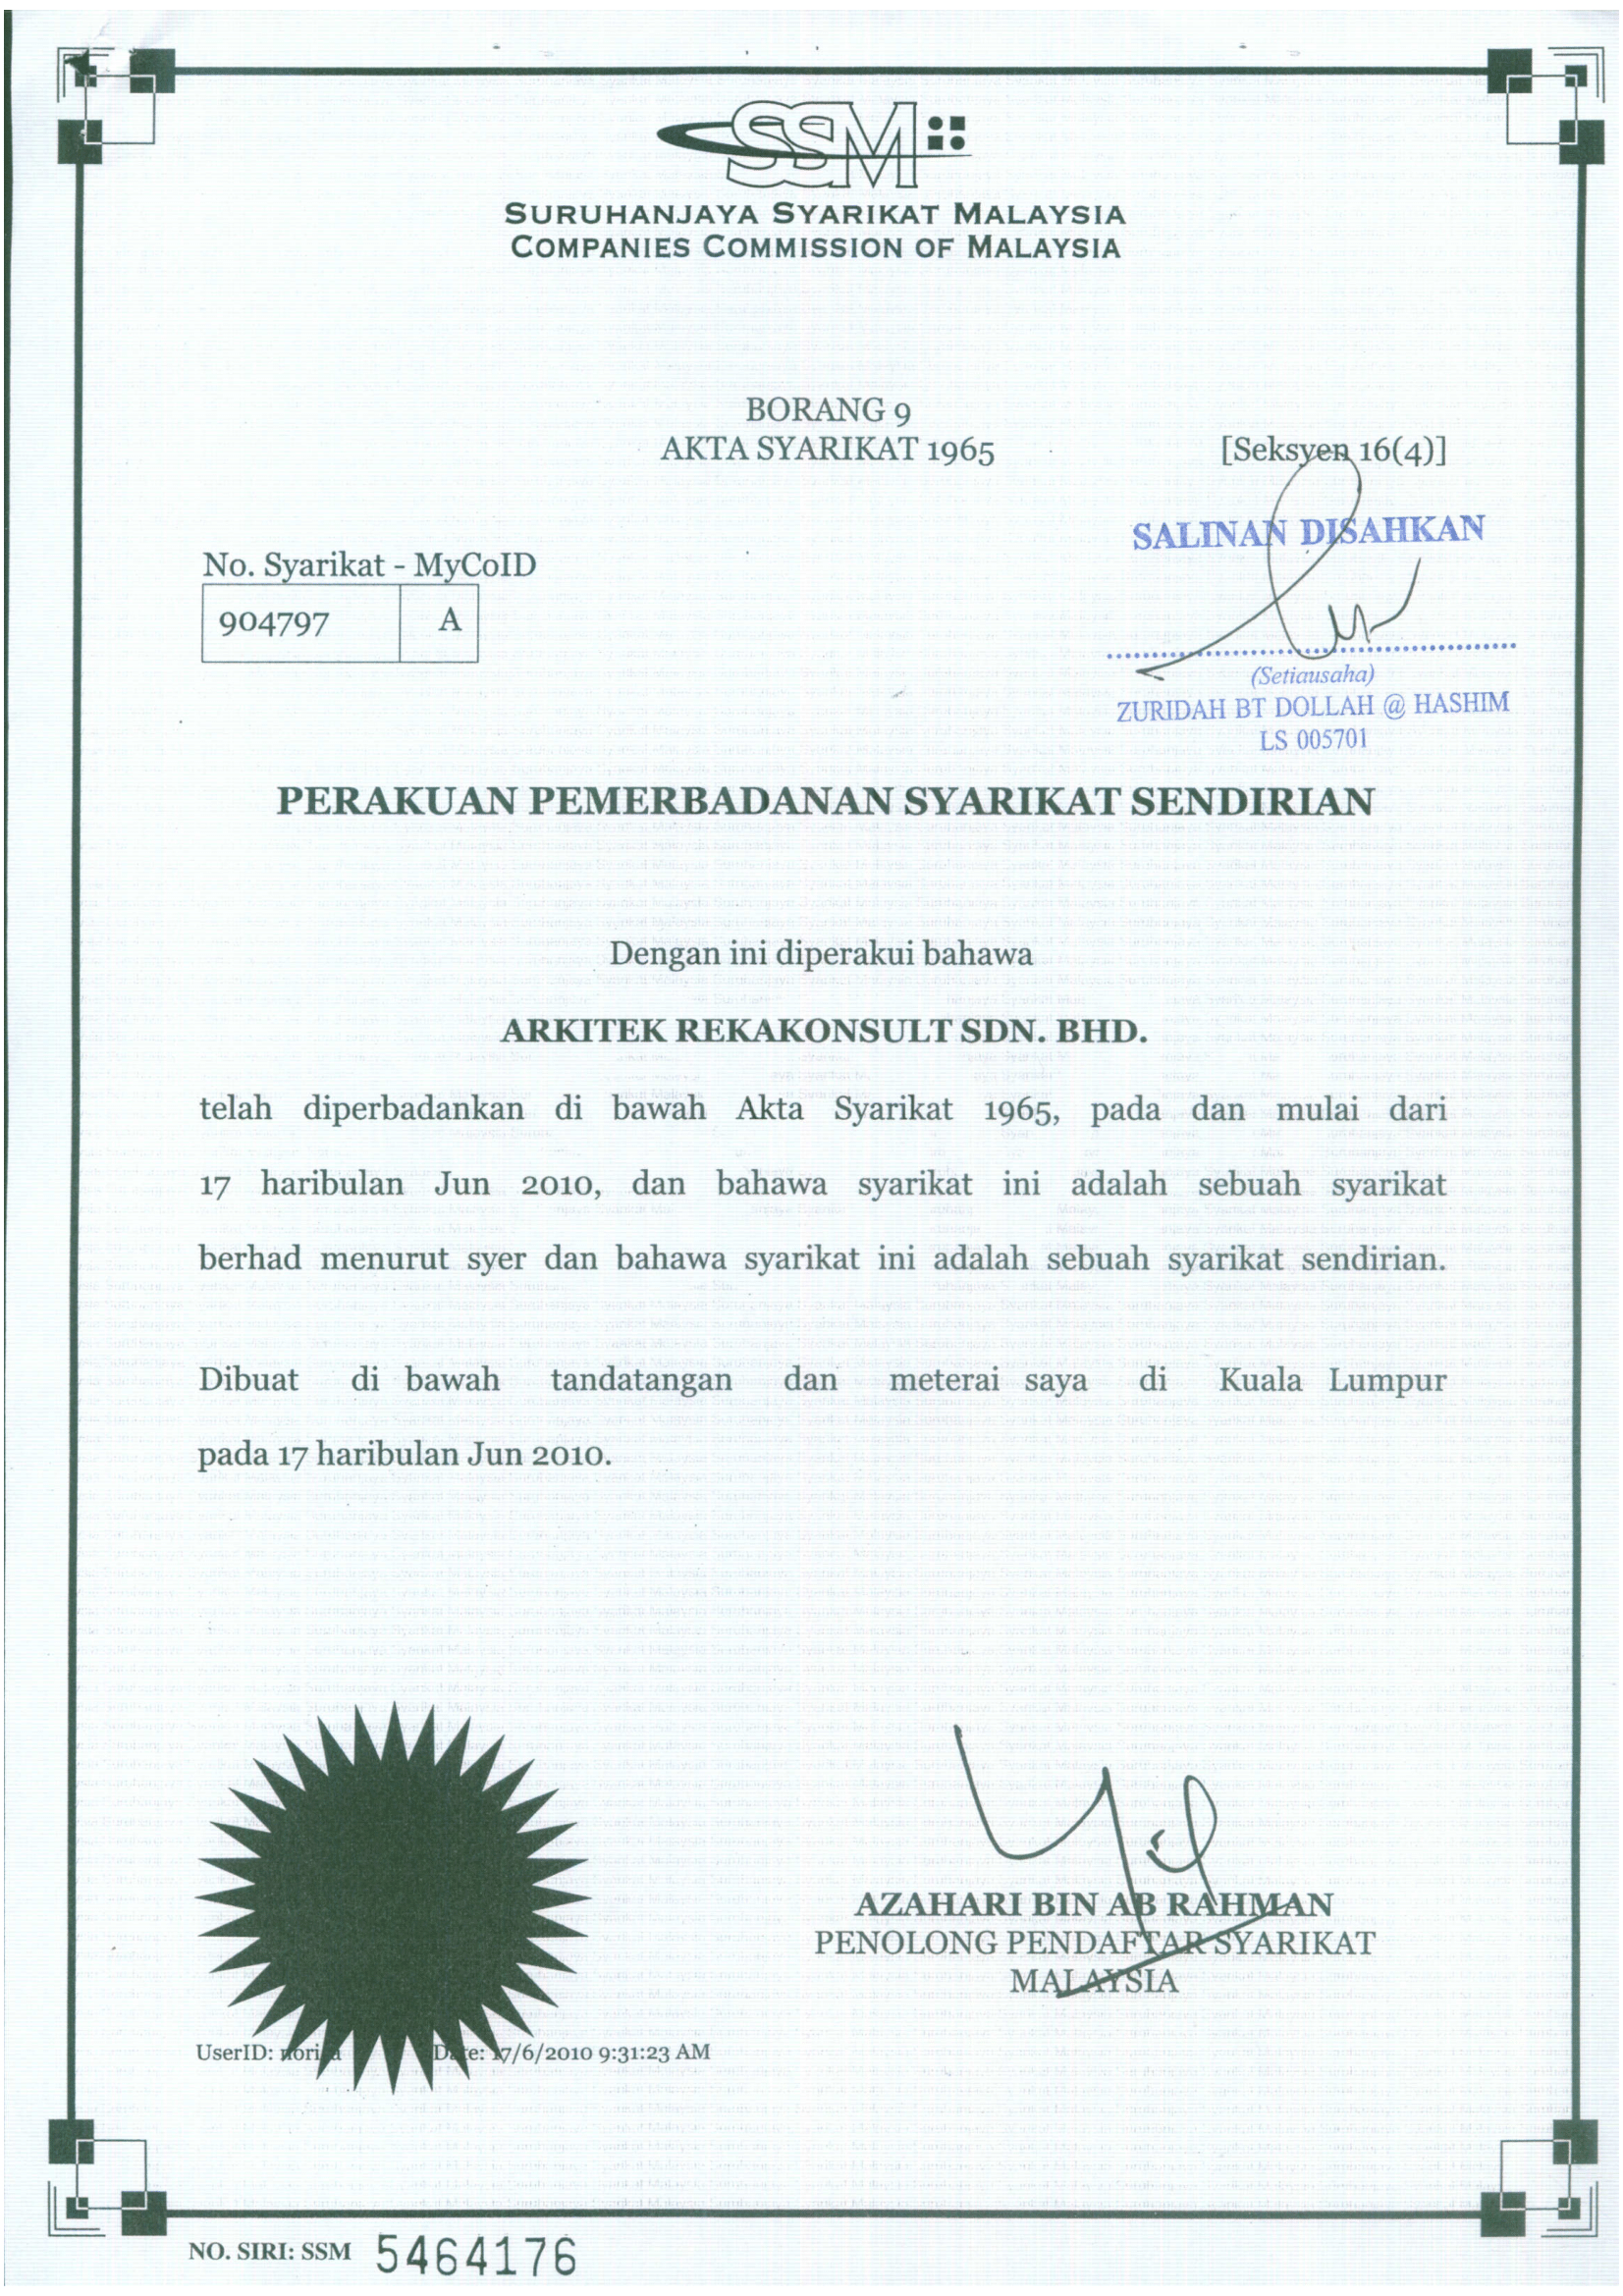 SSM
SURUHANJAYA SYARIKAT MALAYSIA
COMPANIES COMMISSION OF MALAYSIA
BORANG 9
AKTA SYARIKAT 1965
[Seksyen 16(4)]
SALINAN DISAHKAN
No. Syarikat - MyCoID
904797 A
(Setiausaha)
ZURIDAH BT DOLLAH @ HASHIM
LS 005701
PERAKUAN PEMERBADANAN SYARIKAT SENDIRIAN
Dengan ini diperakui bahawa
ARKITEK REKAKONSULT SDN. BHD.
telah diperbadankan di bawah Akta Syarikat 1965, pada dan mulai dari
17 haribulan Jun 2010, dan bahawa syarikat ini adalah sebuah syarikat
berhad menurut syer dan bahawa syarikat ini adalah sebuah syarikat sendirian.
Dibuat di bawah tandatangan dan meterai saya di Kuala Lumpur
pada 17 haribulan Jun 2010.
AZAHARI BIN AB RAHMAN
PENOLONG PENDAFTAR SYARIKAT
MALAYSIA
UserID: Date: 17/6/2010 9:31:23 AM
NO. SIRI: SSM 5464176